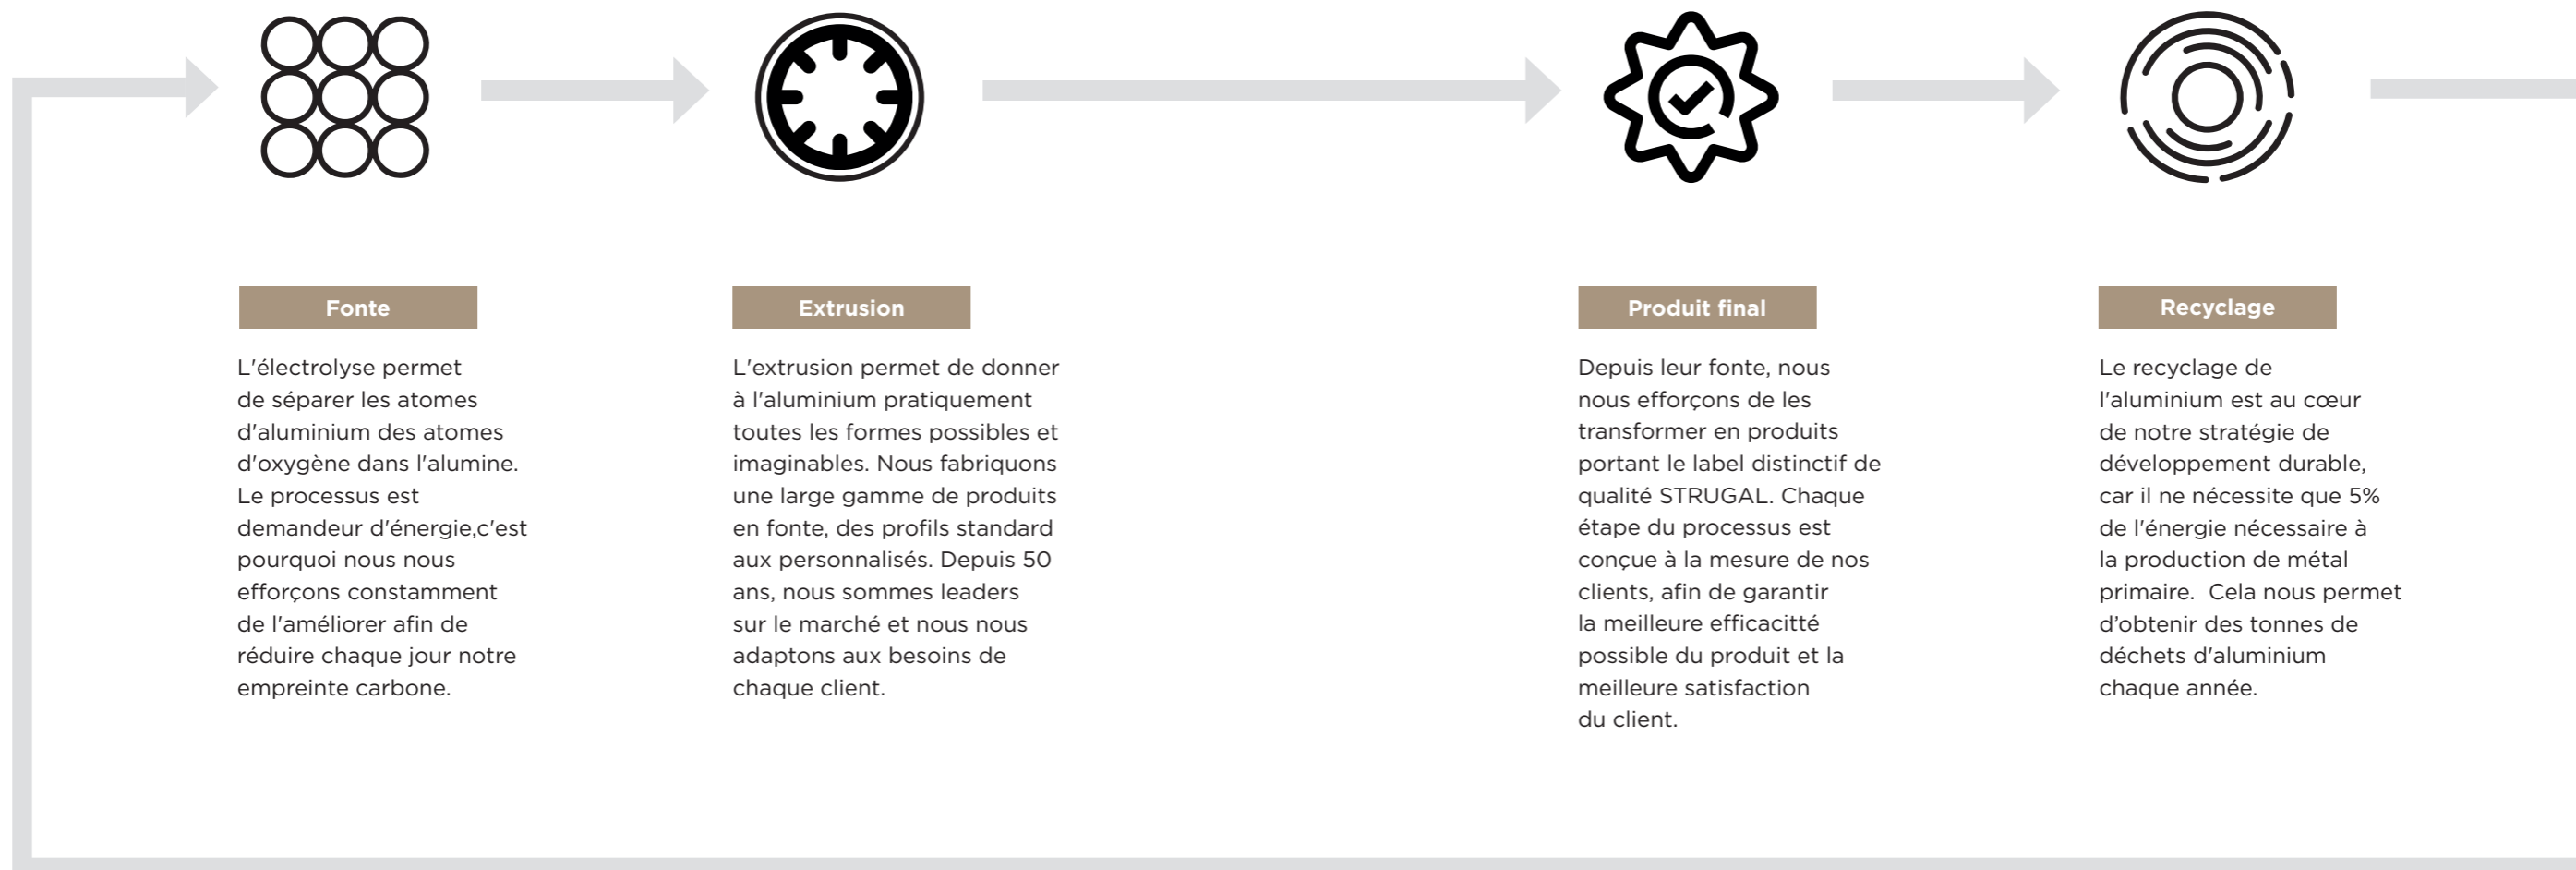 Fonte
L'électrolyse permet
de séparer les atomes
d'aluminium des atomes
d'oxygène dans l'alumine.
Le processus est
demandeur d'énergie,c'est
pourquoi nous nous
efforçons constamment
de l'améliorer afin de
réduire chaque jour notre
empreinte carbone.
Extrusion
L'extrusion permet de donner
à l'aluminium pratiquement
toutes les formes possibles et
imaginables. Nous fabriquons
une large gamme de produits
en fonte, des profils standard
aux personnalisés. Depuis 50
ans, nous sommes leaders
sur le marché et nous nous
adaptons aux besoins de
chaque client.
Produit final
Depuis leur fonte, nous
nous efforçons de les
transformer en produits
portant le label distinctif de
qualité STRUGAL. Chaque
étape du processus est
conçue à la mesure de nos
clients, afin de garantir
la meilleure efficacitté
possible du produit et la
meilleure satisfaction
du client.
Recyclage
Le recyclage de
l'aluminium est au cœur
de notre stratégie de
développement durable,
car il ne nécessite que 5%
de l'énergie nécessaire à
la production de métal
primaire.  Cela nous permet
d’obtenir des tonnes de
déchets d'aluminium
chaque année.